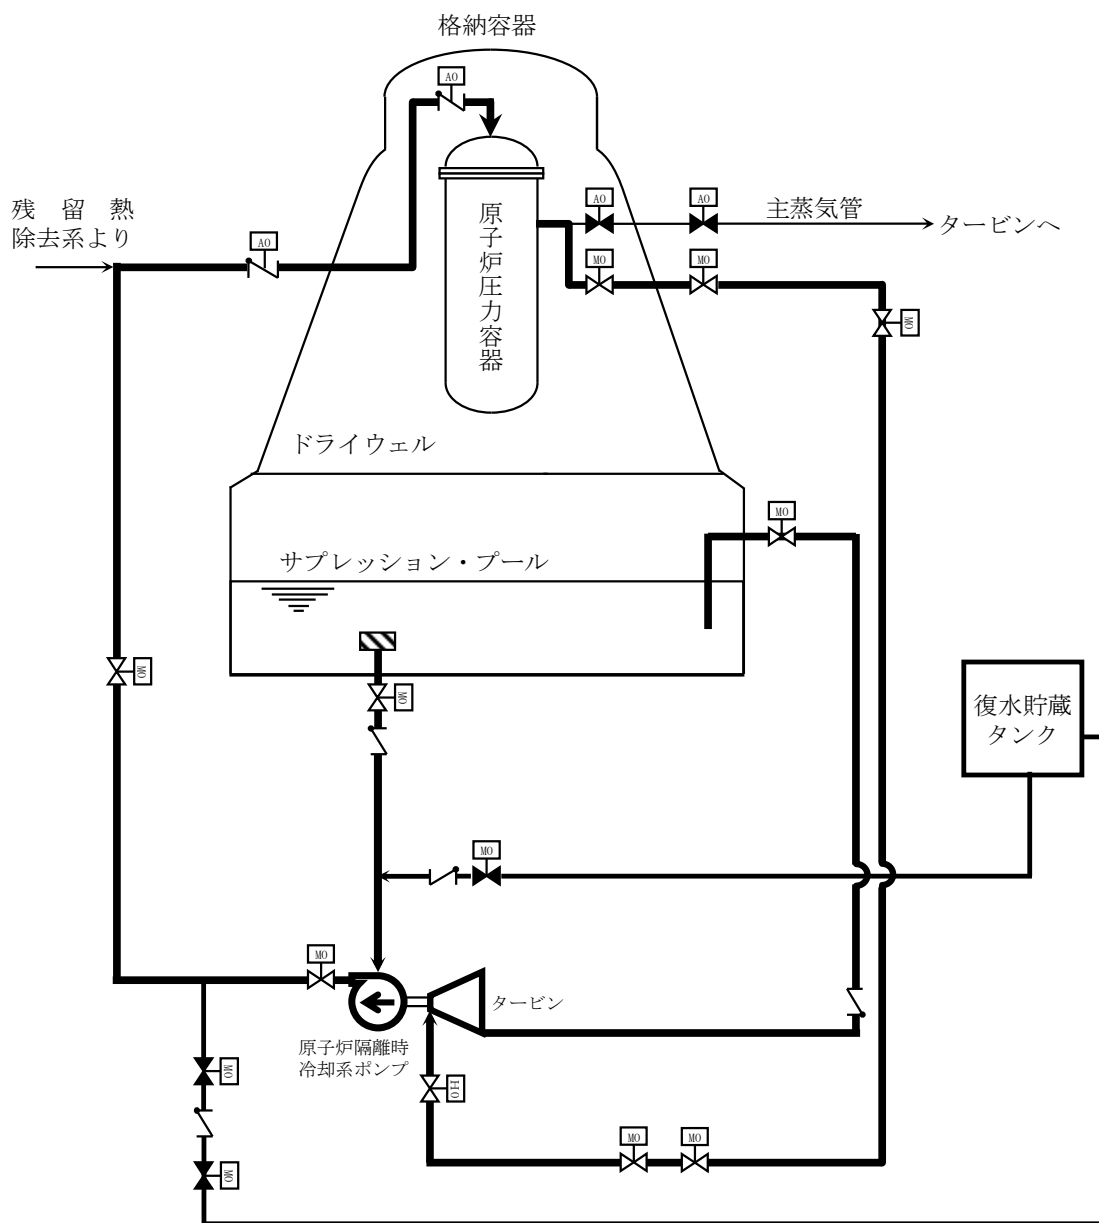 格納容器
AO
残 留 熱
除去系より
AO
原子炉圧力容器
AO
AO
主蒸気管
タービンへ
MO
MO
MO
ドライウェル
MO
サプレッション・プール
MO
MO
復水貯蔵
タンク
MO
MO
タービン
原子炉隔離時
冷却系ポンプ
MO
HO
MO
MO
MO